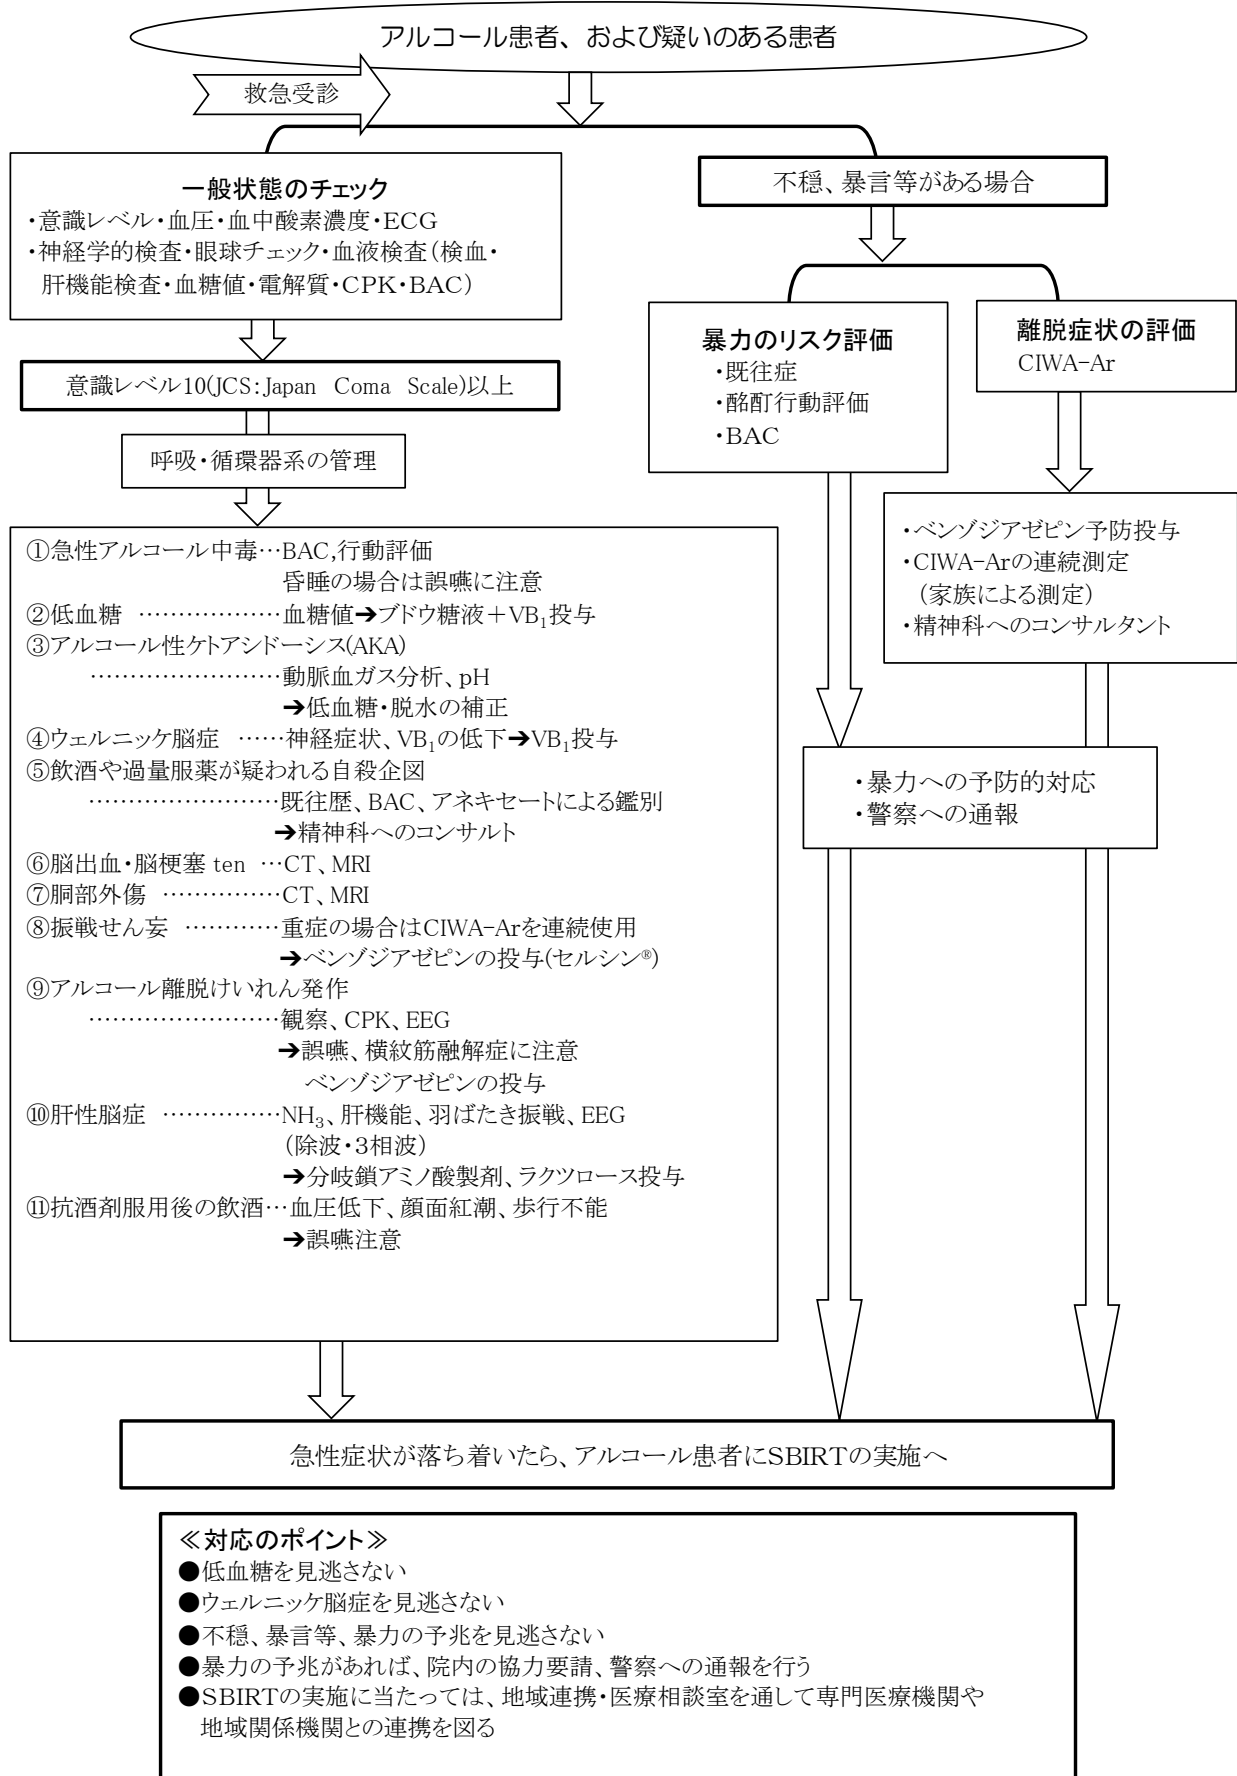 アルコール患者、および疑いのある患者
救急受診
一般状態のチェック
・意識レベル・血圧・血中酸素濃度・ECG
・神経学的検査・眼球チェック・血液検査(検血・
肝機能検査・血糖値・電解質・CPK・BAC)
意識レベル10(JCS:Japan Coma Scale)以上
呼吸・循環器系の管理
①急性アルコール中毒…BAC,行動評価
昏睡の場合は誤嚥に注意
②低血糖 ………………血糖値➔ブドウ糖液+VB₁投与
③アルコール性ケトアシドーシス(AKA)
……………………動脈血ガス分析、pH
➔低血糖・脱水の補正
④ウェルニッケ脳症 ……神経症状、VB₁の低下➔VB₁投与
⑤飲酒や過量服薬が疑われる自殺企図
……………………既往歴、BAC、アネキセートによる鑑別
➔精神科へのコンサルト
⑥脳出血・脳梗塞 ten …CT、MRI
⑦胴部外傷 ……………CT、MRI
⑧振戦せん妄 …………重症の場合はCIWA-Arを連続使用
➔ベンゾジアゼピンの投与(セルシン®)
⑨アルコール離脱けいれん発作
……………………観察、CPK、EEG
➔誤嚥、横紋筋融解症に注意
ベンゾジアゼピンの投与
⑩肝性脳症 ……………NH₃、肝機能、羽ばたき振戦、EEG
(除波・3相波)
➔分岐鎖アミノ酸製剤、ラクツロース投与
⑪抗酒剤服用後の飲酒…血圧低下、顔面紅潮、歩行不能
➔誤嚥注意
不穏、暴言等がある場合
暴力のリスク評価
・既往症
・酩酊行動評価
・BAC
離脱症状の評価
CIWA-Ar
・ベンゾジアゼピン予防投与
・CIWA-Arの連続測定
(家族による測定)
・精神科へのコンサルタント
・暴力への予防的対応
・警察への通報
急性症状が落ち着いたら、アルコール患者にSBIRTの実施へ
≪対応のポイント≫
●低血糖を見逃さない
●ウェルニッケ脳症を見逃さない
●不穏、暴言等、暴力の予兆を見逃さない
●暴力の予兆があれば、院内の協力要請、警察への通報を行う
●SBIRTの実施に当たっては、地域連携・医療相談室を通して専門医療機関や
地域関係機関との連携を図る